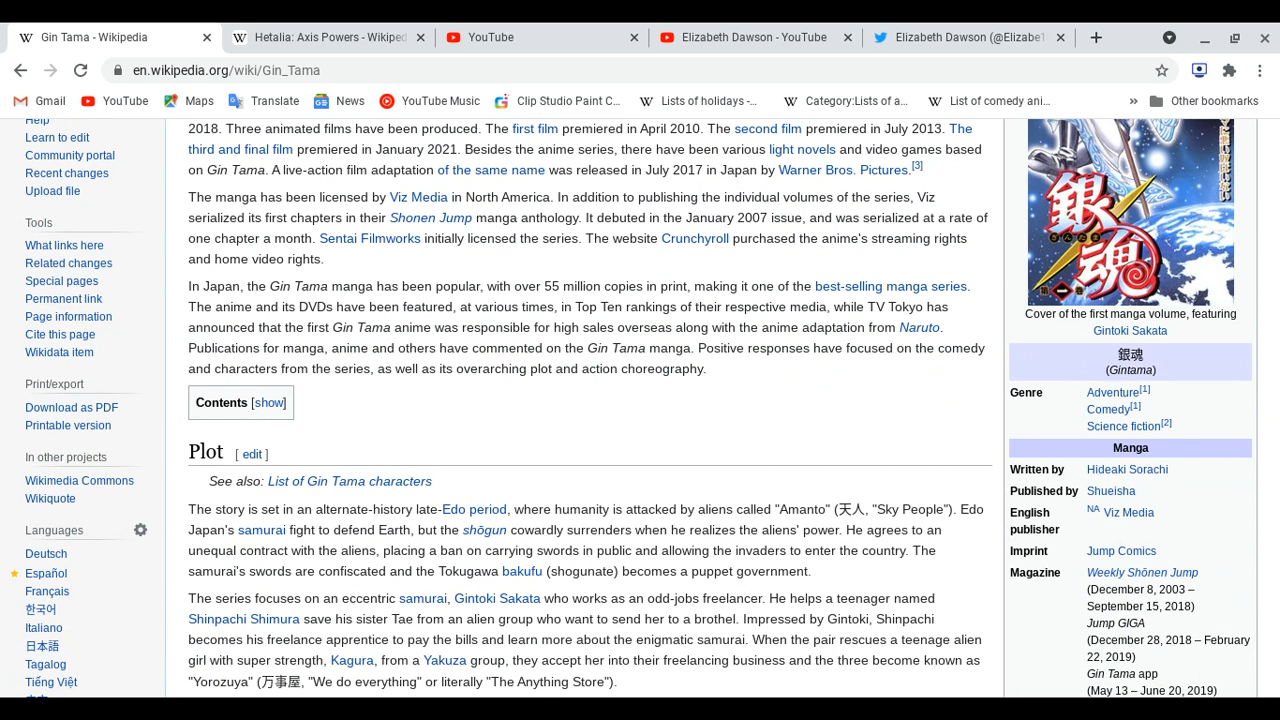 Gin Tama - Wikipedia
Hetalia: Axis Powers - Wikiped
YouTube
Elizabeth Dawson - YouTube
Elizabeth Dawson (@Elizabe1
en.wikipedia.org/wiki/Gin_Tama
Gmail
YouTube
Maps
Translate
News
YouTube Music
Clip Studio Paint C...
Lists of holidays -...
Category:Lists of a...
List of comedy ani...
»
Other bookmarks
Help
Learn to edit
Community portal
Recent changes
Upload file
Tools
What links here
Related changes
Special pages
Permanent link
Page information
Cite this page
Wikidata item
Print/export
Download as PDF
Printable version
In other projects
Wikimedia Commons
Wikiquote
Languages
Deutsch
Español
Français
한국어
Italiano
日本語
Tagalog
Tiếng Việt
2018. Three animated films have been produced. The first film premiered in April 2010. The second film premiered in July 2013. The
third and final film premiered in January 2021. Besides the anime series, there have been various light novels and video games based
on Gin Tama. A live-action film adaptation of the same name was released in July 2017 in Japan by Warner Bros. Pictures.[3]
The manga has been licensed by Viz Media in North America. In addition to publishing the individual volumes of the series, Viz
serialized its first chapters in their Shonen Jump manga anthology. It debuted in the January 2007 issue, and was serialized at a rate of
one chapter a month. Sentai Filmworks initially licensed the series. The website Crunchyroll purchased the anime's streaming rights
and home video rights.
In Japan, the Gin Tama manga has been popular, with over 55 million copies in print, making it one of the best-selling manga series.
The anime and its DVDs have been featured, at various times, in Top Ten rankings of their respective media, while TV Tokyo has
announced that the first Gin Tama anime was responsible for high sales overseas along with the anime adaptation from Naruto.
Publications for manga, anime and others have commented on the Gin Tama manga. Positive responses have focused on the comedy
and characters from the series, as well as its overarching plot and action choreography.
Contents [show]
Plot [ edit ]
See also: List of Gin Tama characters
The story is set in an alternate-history late-Edo period, where humanity is attacked by aliens called "Amanto" (天人, "Sky People"). Edo
Japan's samurai fight to defend Earth, but the shōgun cowardly surrenders when he realizes the aliens' power. He agrees to an
unequal contract with the aliens, placing a ban on carrying swords in public and allowing the invaders to enter the country. The
samurai's swords are confiscated and the Tokugawa bakufu (shogunate) becomes a puppet government.
The series focuses on an eccentric samurai, Gintoki Sakata who works as an odd-jobs freelancer. He helps a teenager named
Shinpachi Shimura save his sister Tae from an alien group who want to send her to a brothel. Impressed by Gintoki, Shinpachi
becomes his freelance apprentice to pay the bills and learn more about the enigmatic samurai. When the pair rescues a teenage alien
girl with super strength, Kagura, from a Yakuza group, they accept her into their freelancing business and the three become known as
"Yorozuya" (万事屋, "We do everything" or literally "The Anything Store").
銀魂
ぎんたま
Cover of the first manga volume, featuring
Gintoki Sakata
銀魂
(Gintama)
Genre
Adventure[1]
Comedy[1]
Science fiction[2]
Manga
Written by Hideaki Sorachi
Published by Shueisha
English publisher
NA Viz Media
Imprint Jump Comics
Magazine Weekly Shōnen Jump
(December 8, 2003 –
September 15, 2018)
Jump GIGA
(December 28, 2018 – February
22, 2019)
Gin Tama app
(May 13 – June 20, 2019)